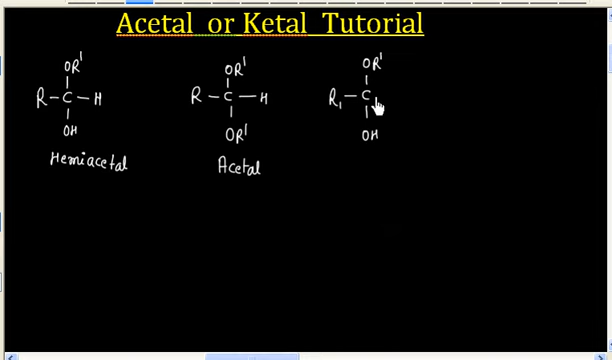 Acetal or Ketal Tutorial
OR' OR' OR'
R-C-H R-C-H R₁-C
OH OR' OH
Hemiacetal Acetal